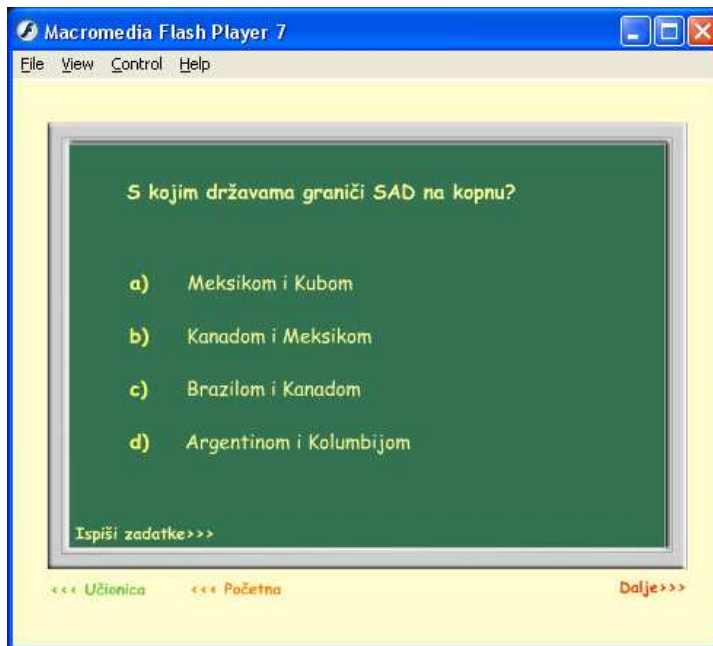 Macromedia Flash Player 7
File View Control Help
S kojim državama graniči SAD na kopnu?
a) Meksikom i Kubom
b) Kanadom i Meksikom
c) Brazilom i Kanadom
d) Argentinom i Kolumbijom
Ispiši zadatke>>>
<<< Učionica <<< Početna Dalje>>>